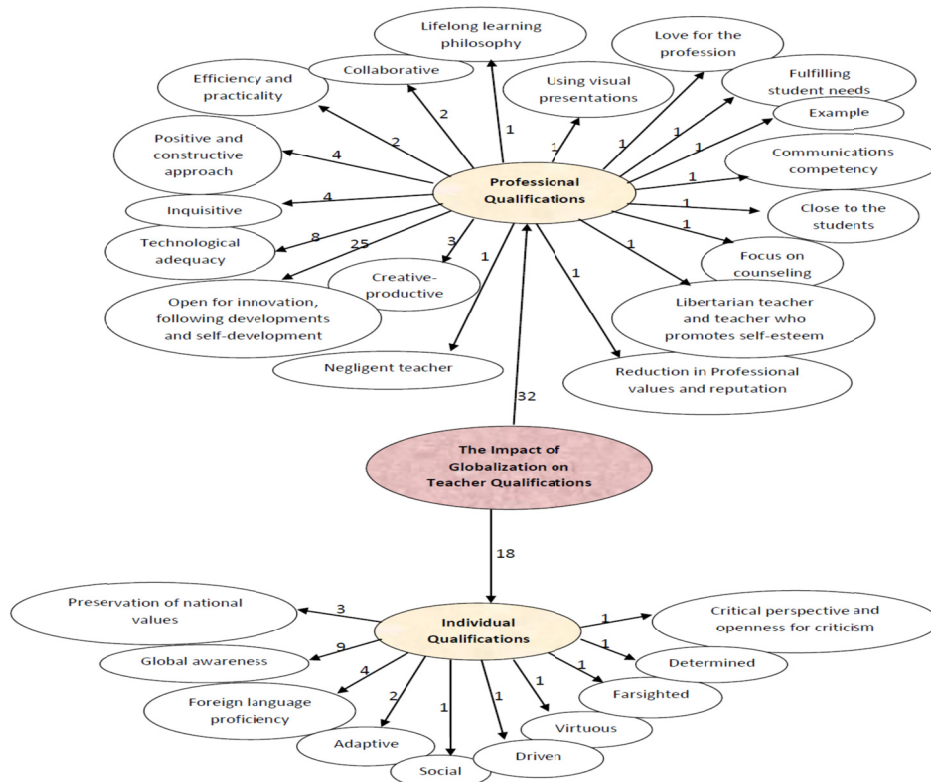 Lifelong learning
philosophy
Love for the
profession
Collaborative
Efficiency and
practicality
Using visual
presentations
Fulfilling
student needs
Example
2
1
1
1
1
1
2
Positive and
constructive
approach
4
Professional
Qualifications
Communications
competency
1
Inquisitive
4
1
Close to the
students
Technological
adequacy
8
25
3
1
1
1
1
Focus on
counseling
Creative-
productive
Open for innovation,
following developments
and self-development
Libertarian teacher
and teacher who
promotes self-esteem
Negligent teacher
Reduction in Professional
values and reputation
32
The Impact of
Globalization on
Teacher Qualifications
18
Preservation of national
values
3
Individual
Qualifications
1
Critical perspective and
openness for criticism
Global awareness
9
1
Determined
Foreign language
proficiency
4
2
1
1
1
1
Farsighted
Virtuous
Adaptive
Driven
Social